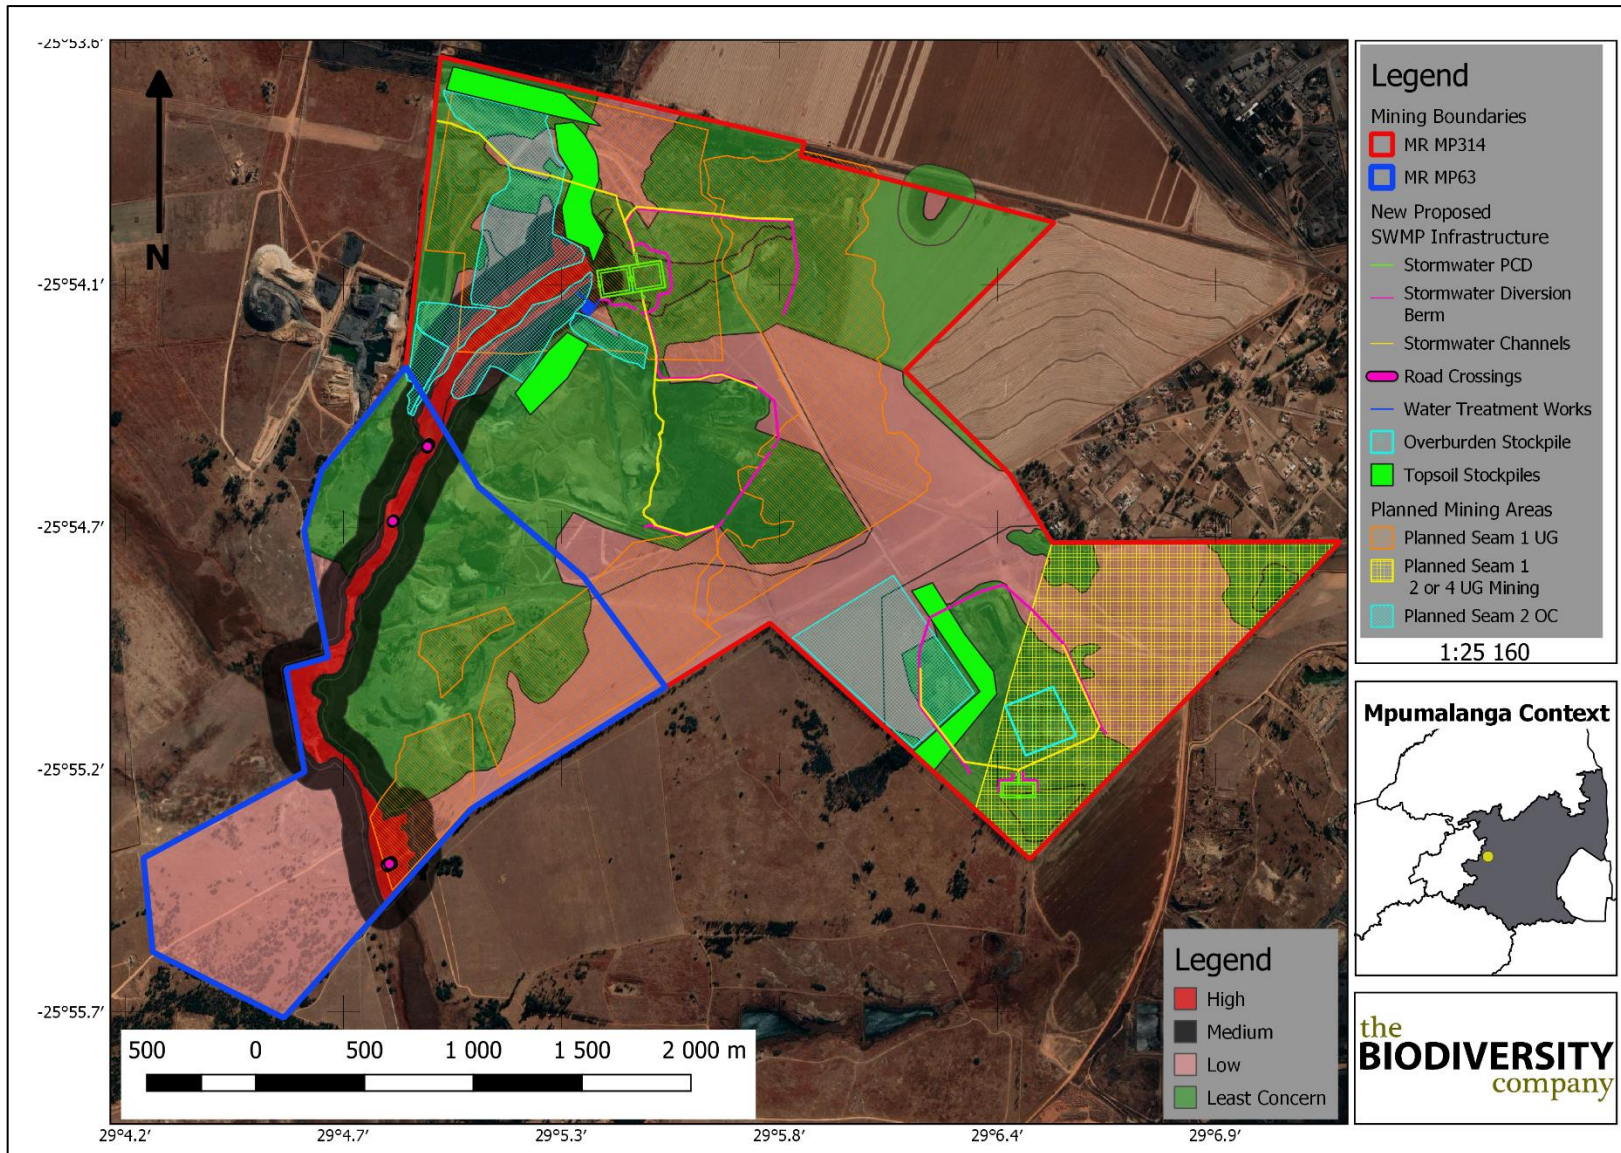 -25°53.6'
-25°54.1'
-25°54.7'
-25°55.2'
-25°55.7'
29°4.2'
29°4.7'
29°5.3'
29°5.8'
29°6.4'
29°6.9'
N
500
0
500
1 000
1 500
2 000 m
Legend
High
Medium
Low
Least Concern
Legend
Mining Boundaries
MR MP314
MR MP63
New Proposed
SWMP Infrastructure
Stormwater PCD
Stormwater Diversion
Berm
Stormwater Channels
Road Crossings
Water Treatment Works
Overburden Stockpile
Topsoil Stockpiles
Planned Mining Areas
Planned Seam 1 UG
Planned Seam 1
2 or 4 UG Mining
Planned Seam 2 OC
1:25 160
Mpumalanga Context
the
BIODIVERSITY
company